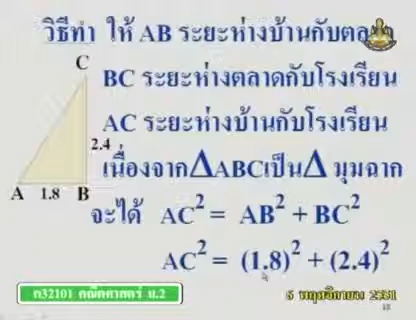 วิธีทำ ให้ AB ระยะห่างบ้านกับตลาด
C
BC ระยะห่างตลาดกับโรงเรียน
AC ระยะห่างบ้านกับโรงเรียน
2.4
เนื่องจากΔABCเป็นΔ มุมฉาก
A 1.8 B
จะได้ AC² = AB² + BC²
AC² = (1.8)² + (2.4)²
ค32101 คณิตศาสตร์ ม.2
6 พฤศจิกายน